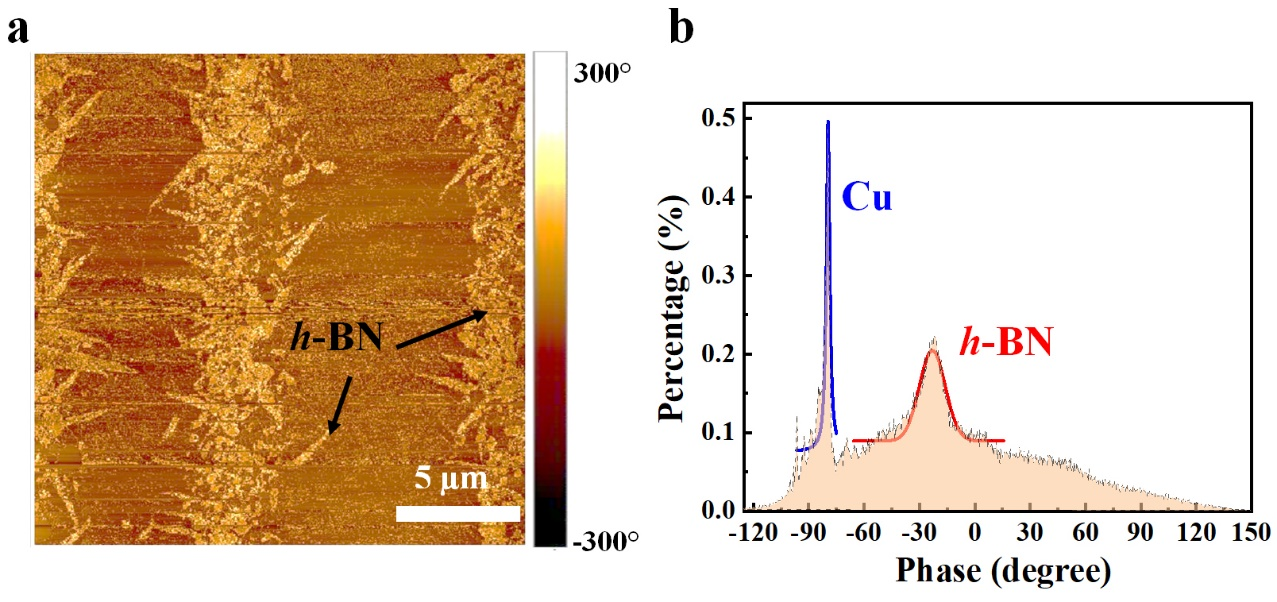 a
300°
h-BN
5 μm
-300°
b
0.5
0.4
0.3
0.2
0.1
0.0
Percentage (%)
Cu
h-BN
-120 -90 -60 -30 0 30 60 90 120 150
Phase (degree)